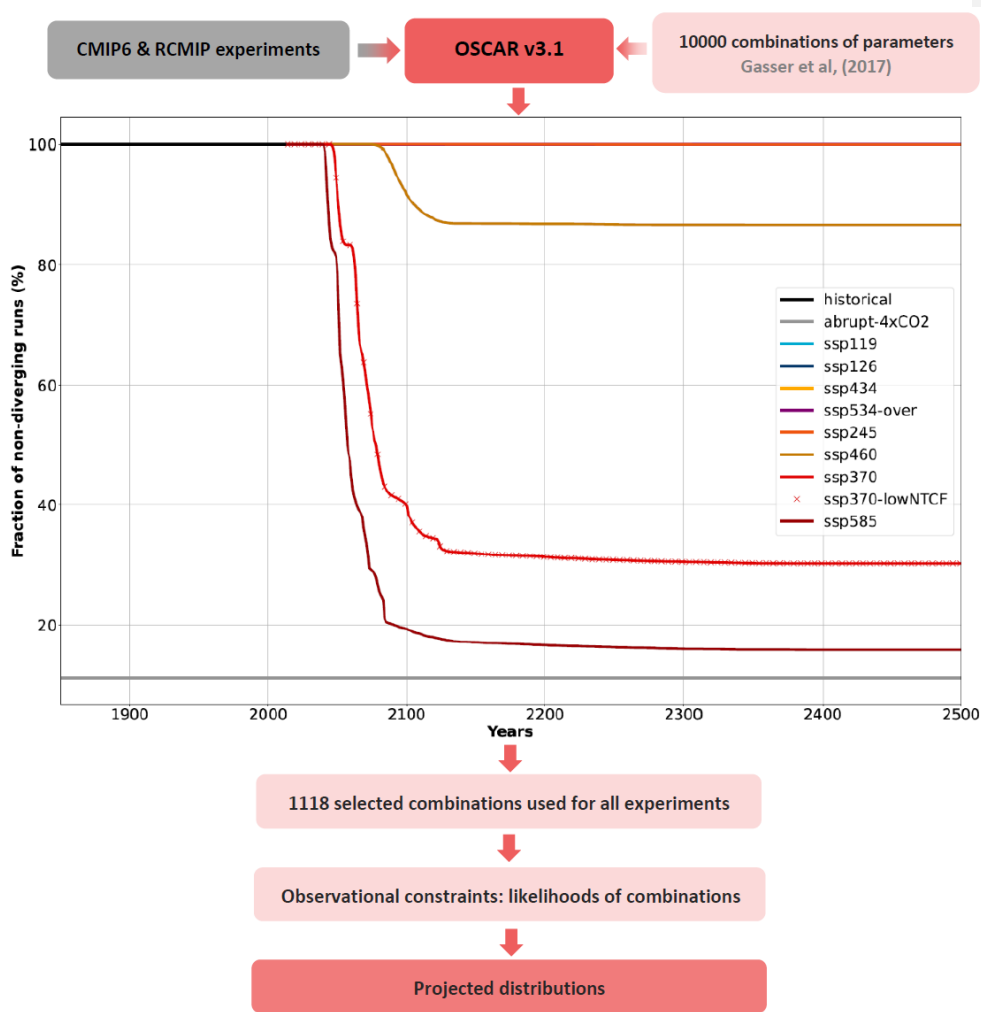 CMIP6 & RCMIP experiments
OSCAR v3.1
10000 combinations of parameters
Gasser et al, (2017)
Fraction of non-diverging runs (%)
100
80
60
40
20
historical
abrupt-4xCO2
ssp119
ssp126
ssp434
ssp534-over
ssp245
ssp460
ssp370
ssp370-lowNTCF
ssp585
1900
2000
2100
2200
2300
2400
2500
Years
1118 selected combinations used for all experiments
Observational constraints: likelihoods of combinations
Projected distributions